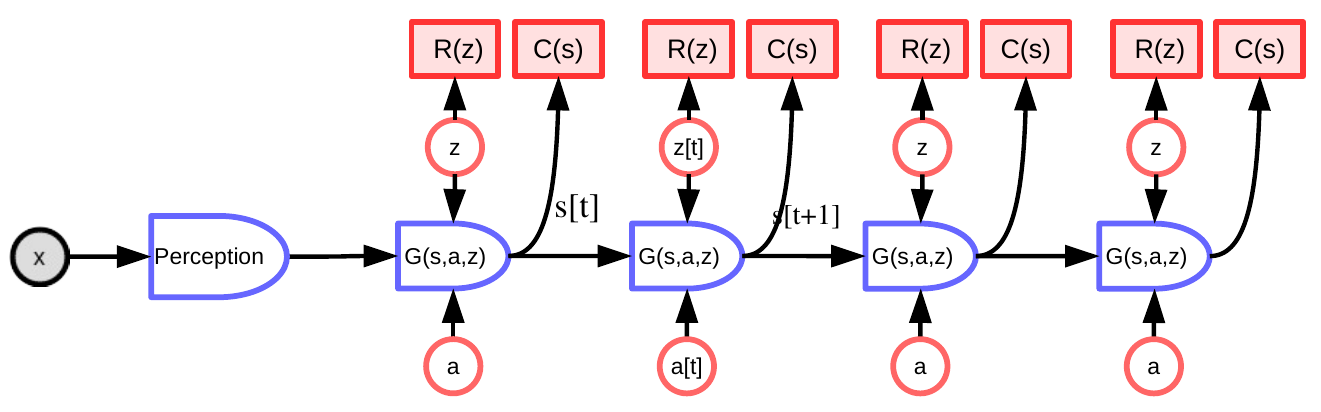 R(z) C(s) R(z) C(s) R(z) C(s) R(z) C(s)
z z[t] z z
s[t] s[t+1]
x Perception G(s,a,z) G(s,a,z) G(s,a,z) G(s,a,z)
a a[t] a a